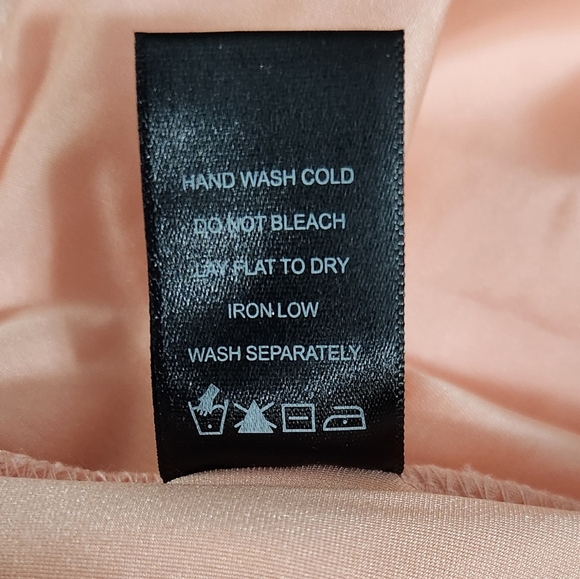 HAND WASH COLD
DO NOT BLEACH
LAY FLAT TO DRY
IRON LOW
WASH SEPARATELY